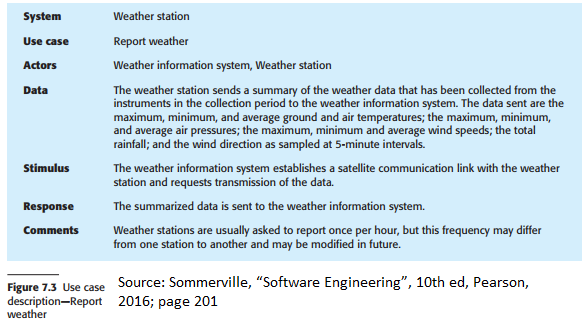 System Weather station
Use case Report weather
Actors Weather information system, Weather station
Data The weather station sends a summary of the weather data that has been collected from the
instruments in the collection period to the weather information system. The data sent are the
maximum, minimum, and average ground and air temperatures; the maximum, minimum,
and average air pressures; the maximum, minimum and average wind speeds; the total
rainfall; and the wind direction as sampled at 5-minute intervals.
Stimulus The weather information system establishes a satellite communication link with the weather
station and requests transmission of the data.
Response The summarized data is sent to the weather information system.
Comments Weather stations are usually asked to report once per hour, but this frequency may differ
from one station to another and may be modified in future.
Figure 7.3 Use case
description—Report
weather
Source: Sommerville, “Software Engineering”, 10th ed, Pearson,
2016; page 201